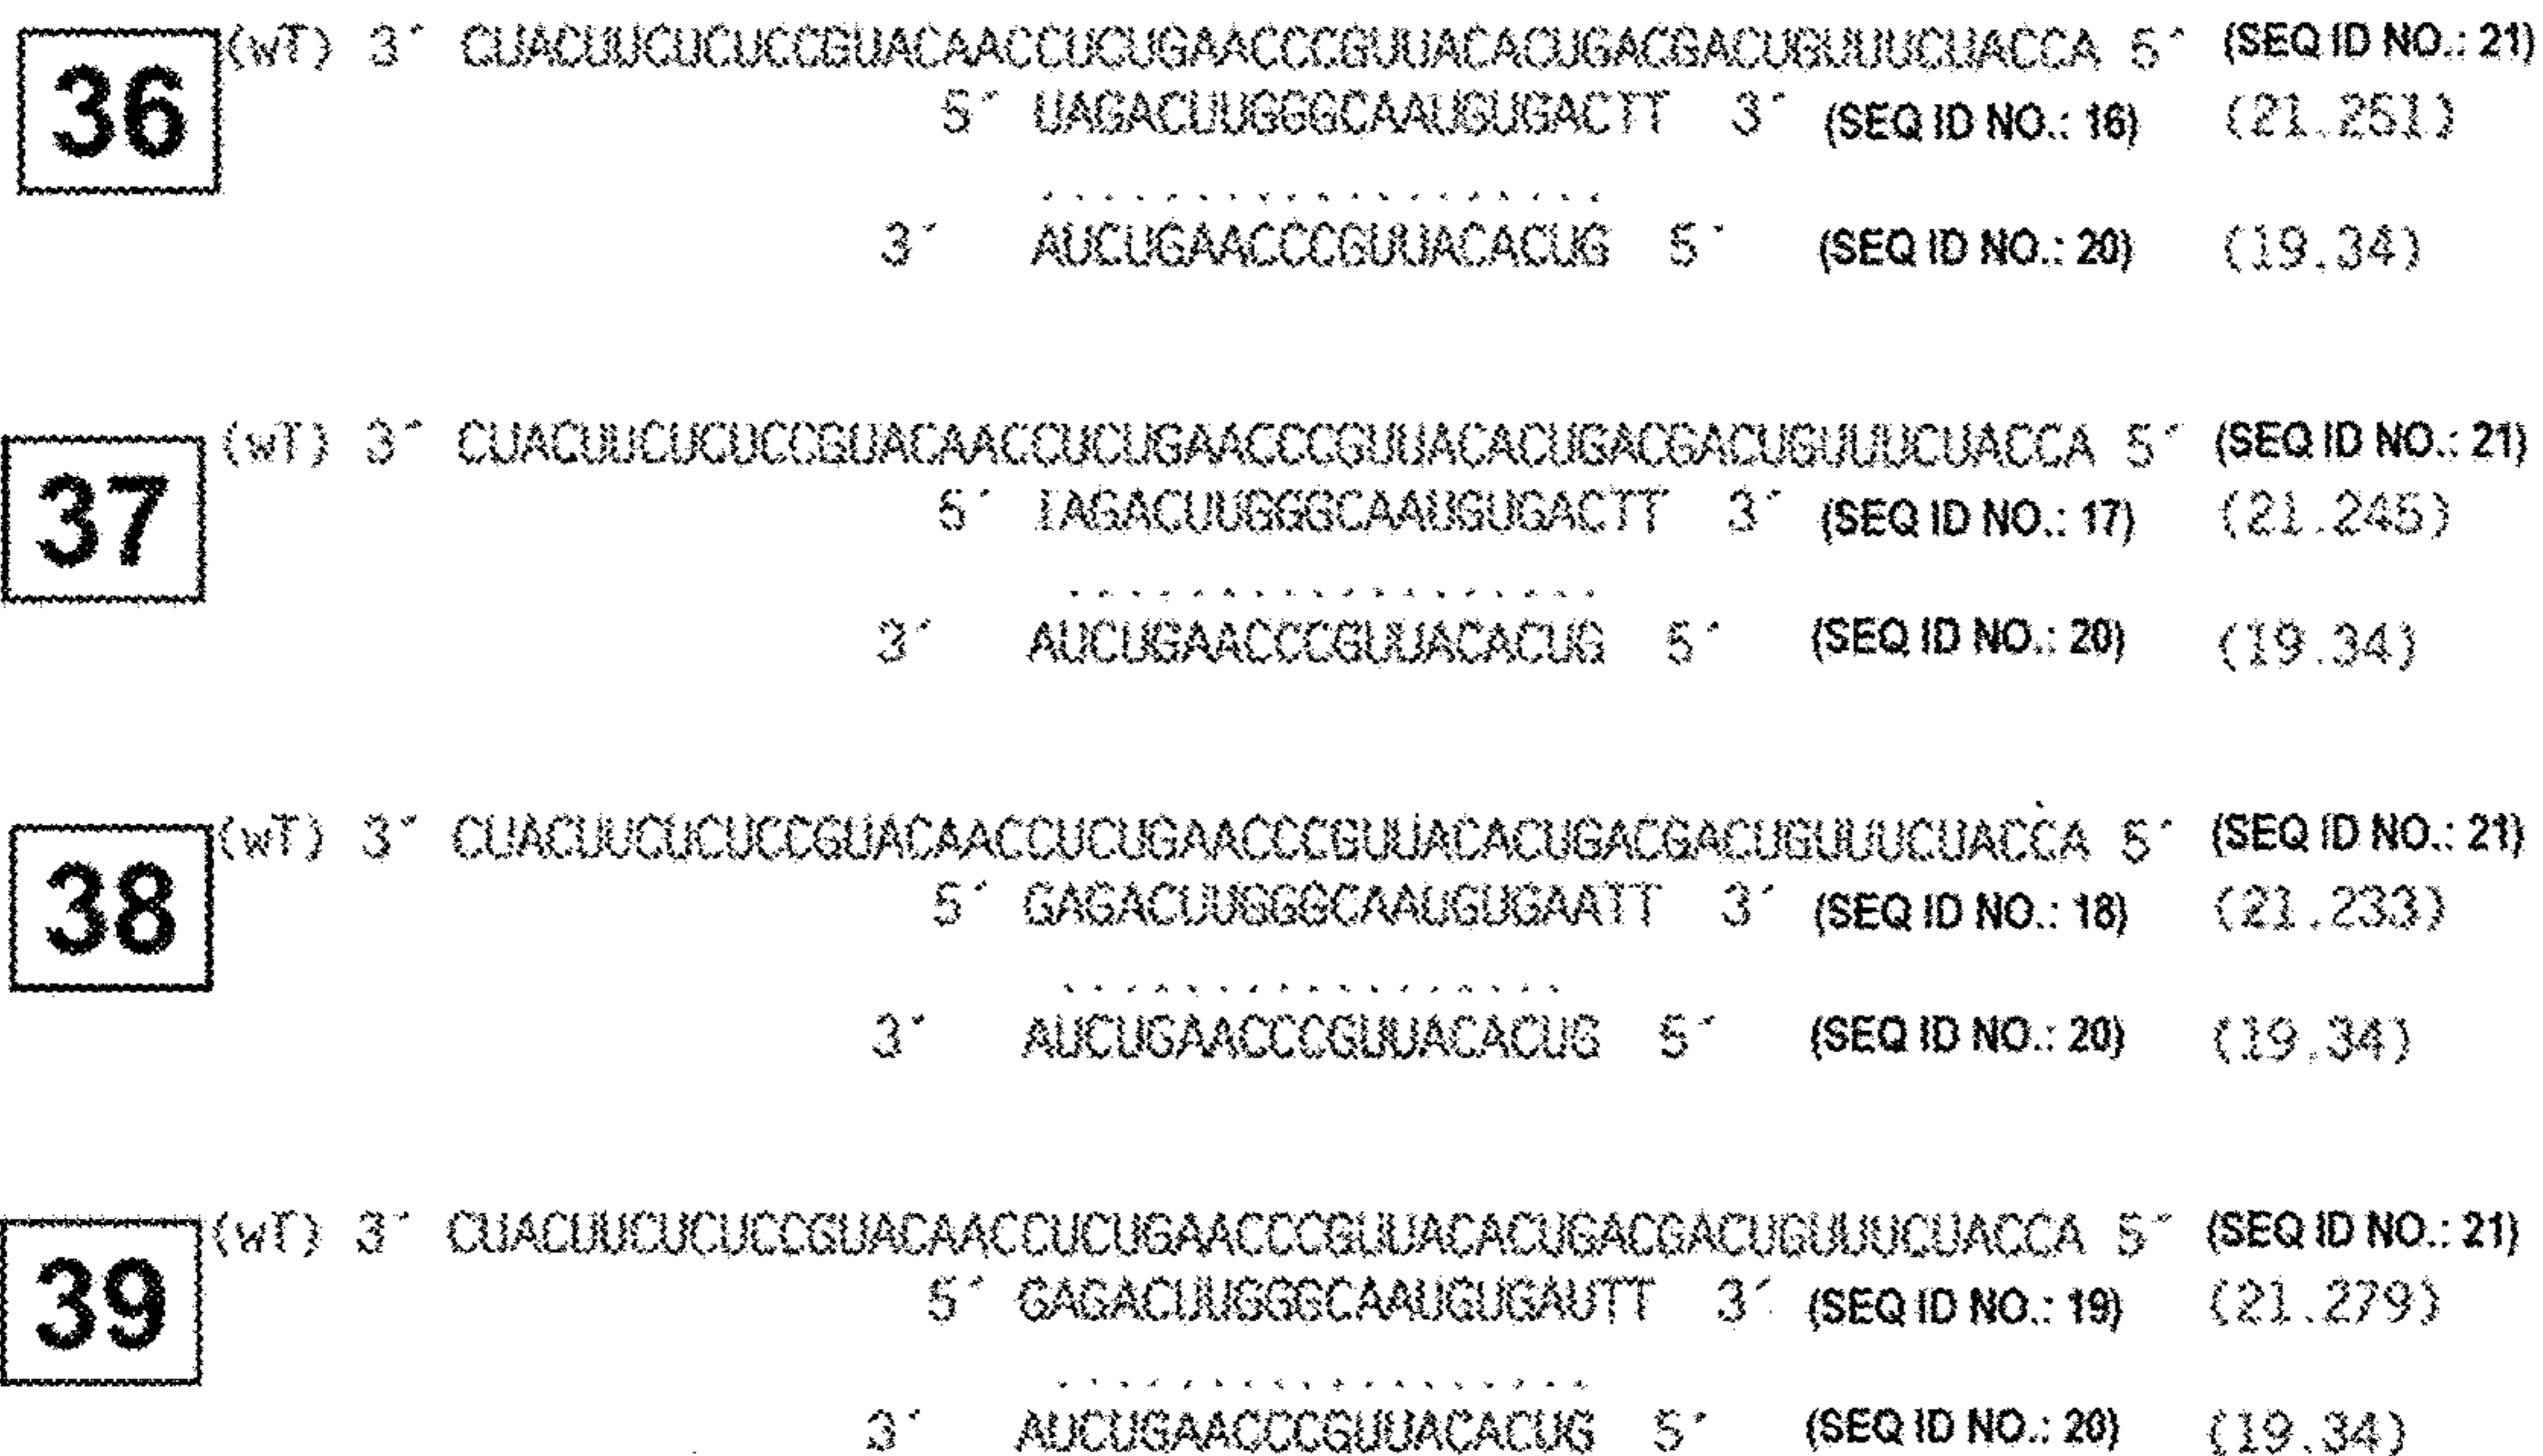 36 (wT) 3´ CUACUUCUCUCCGUACAACCUCUGAACCCGUUACACUGACGACUGUUUCUACCA 5´ (SEQ ID NO.: 21)
5´ UAGACUUGGGCAAUGUGACTT 3´ (SEQ ID NO.: 16) (21.251)
3´ AUCUGAACCCGUUACACUG 5´ (SEQ ID NO.: 20) (19.34)
37 (wT) 3´ CUACUUCUCUCCGUACAACCUCUGAACCCGUUACACUGACGACUGUUUCUACCA 5´ (SEQ ID NO.: 21)
5´ IAGACUUGGGCAAUGUGACTT 3´ (SEQ ID NO.: 17) (21.245)
3´ AUCUGAACCCGUUACACUG 5´ (SEQ ID NO.: 20) (19.34)
38 (wT) 3´ CUACUUCUCUCCGUACAACCUCUGAACCCGUUACACUGACGACUGUUUCUACCA 5´ (SEQ ID NO.: 21)
5´ GAGACUUGGGCAAUGUGAATT 3´ (SEQ ID NO.: 18) (21.233)
3´ AUCUGAACCCGUUACACUG 5´ (SEQ ID NO.: 20) (19.34)
39 (wT) 3´ CUACUUCUCUCCGUACAACCUCUGAACCCGUUACACUGACGACUGUUUCUACCA 5´ (SEQ ID NO.: 21)
5´ GAGACUUGGGCAAUGUGAUTT 3´ (SEQ ID NO.: 19) (21.279)
3´ AUCUGAACCCGUUACACUG 5´ (SEQ ID NO.: 20) (19.34)